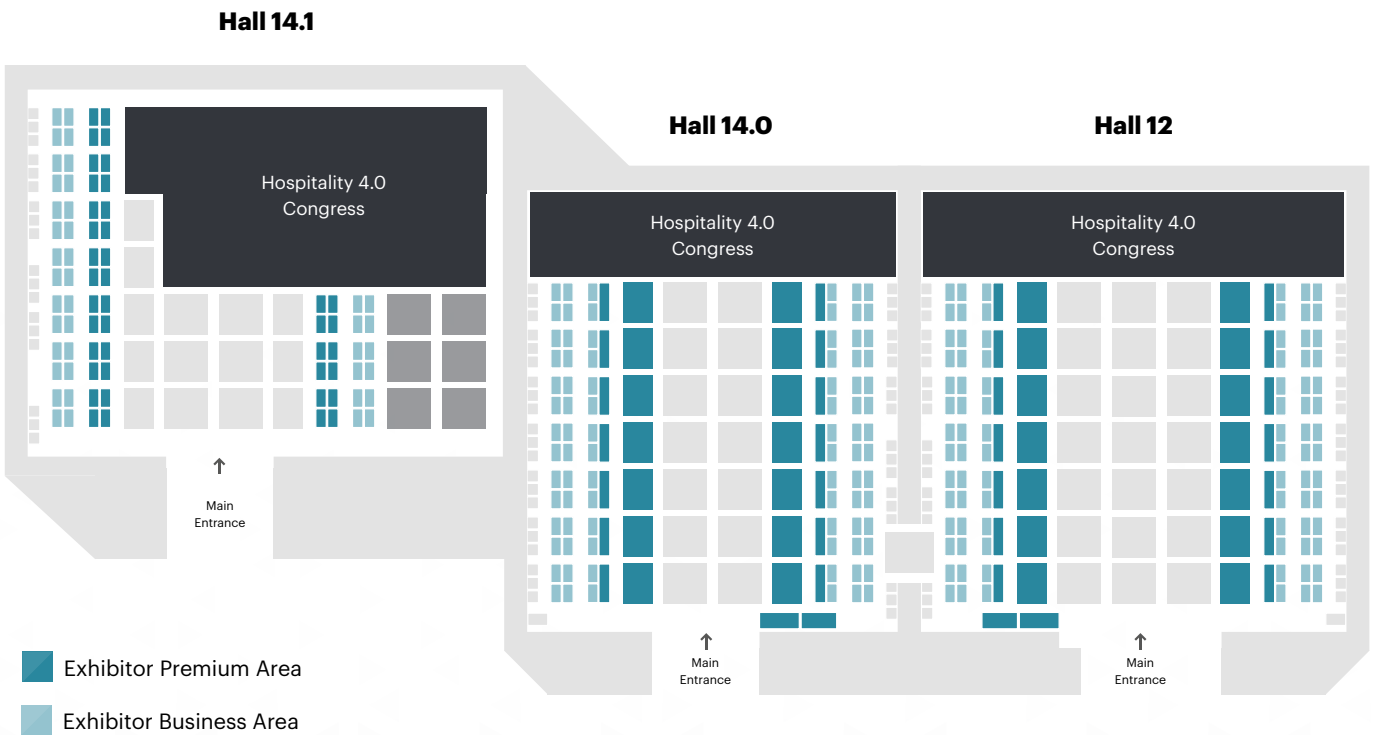 Hall 14.1
Hall 14.0
Hall 12
Hospitality 4.0
Congress
Hospitality 4.0
Congress
Hospitality 4.0
Congress
Main
Entrance
Main
Entrance
Main
Entrance
Exhibitor Premium Area
Exhibitor Business Area